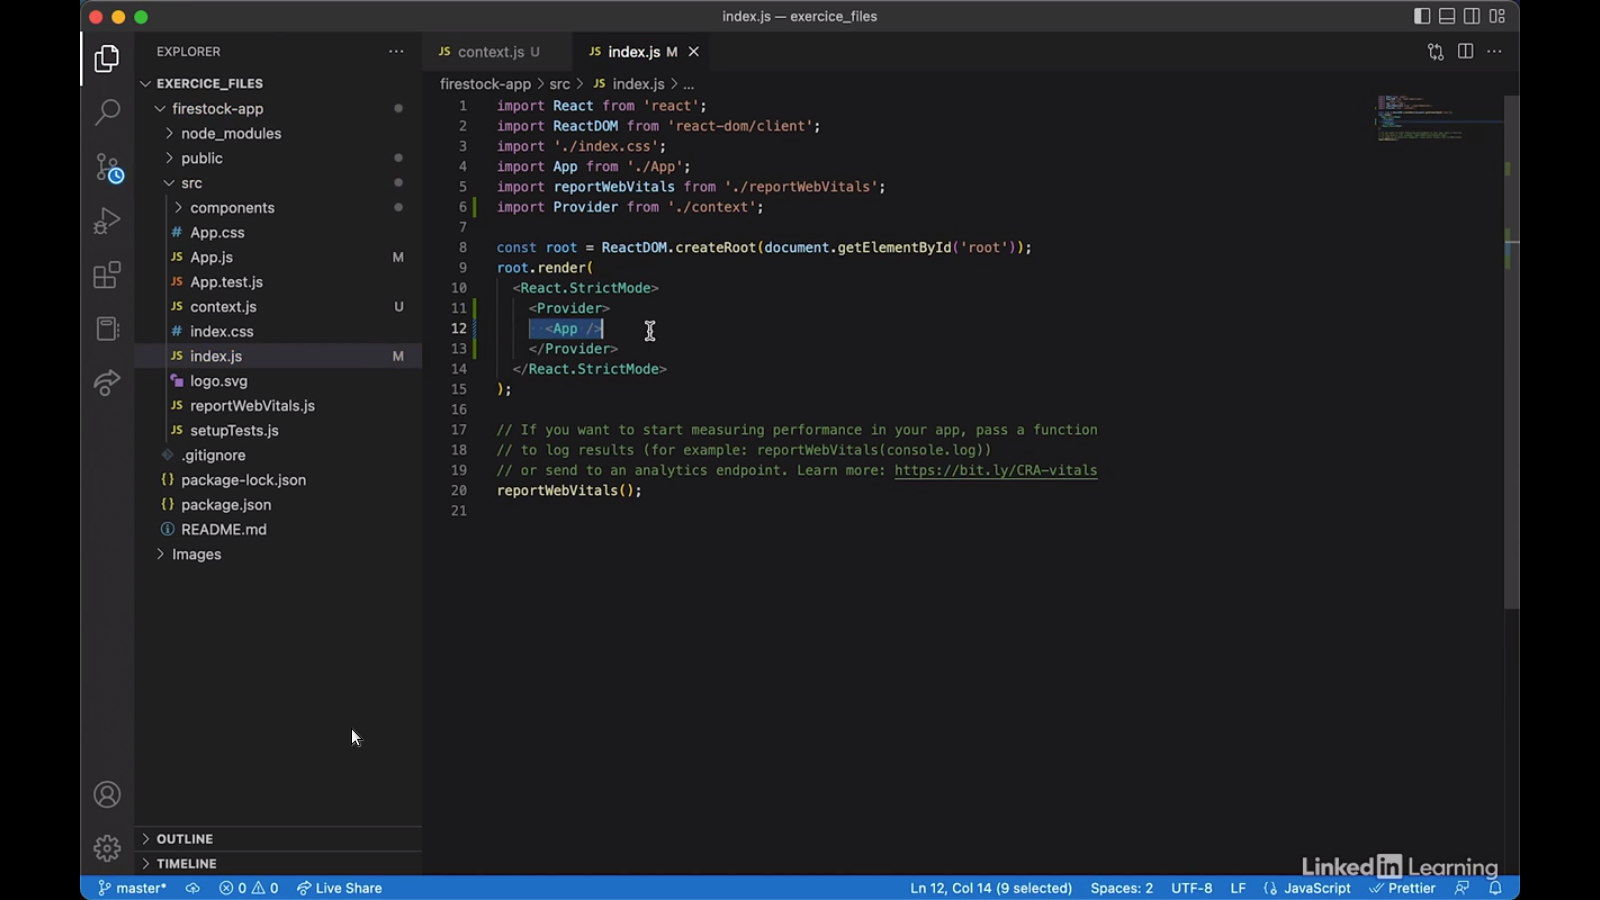 index.js — exercice_files
EXPLORER
EXERCICE_FILES
firestock-app
node_modules
public
src
components
# App.css
JS App.js M
JS App.test.js
JS context.js U
# index.css
JS index.js M
logo.svg
JS reportWebVitals.js
JS setupTests.js
.gitignore
{} package-lock.json
{} package.json
README.md
Images
OUTLINE
TIMELINE
JS context.js U
JS index.js M
firestock-app > src > JS index.js > ...
1 import React from 'react';
2 import ReactDOM from 'react-dom/client';
3 import './index.css';
4 import App from './App';
5 import reportWebVitals from './reportWebVitals';
6 import Provider from './context';
7
8 const root = ReactDOM.createRoot(document.getElementById('root'));
9 root.render(
10 <React.StrictMode>
11 <Provider>
12 <App />
13 </Provider>
14 </React.StrictMode>
15 );
16
17 // If you want to start measuring performance in your app, pass a function
18 // to log results (for example: reportWebVitals(console.log))
19 // or send to an analytics endpoint. Learn more: https://bit.ly/CRA-vitals
20 reportWebVitals();
21
LinkedIn Learning
master* 0 0 Live Share
Ln 12, Col 14 (9 selected) Spaces: 2 UTF-8 LF {} JavaScript Prettier